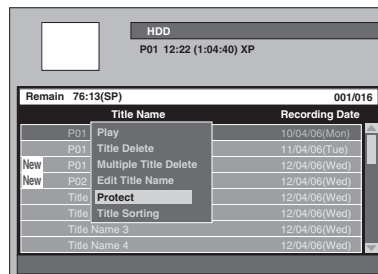 HDD
P01 12:22 (1:04:40) XP
Remain 76:13(SP) 001/016
Title Name Recording Date
P01 Play 10/04/06(Mon)
P01 Title Delete 11/04/06(Tue)
New P01 Multiple Title Delete 12/04/06(Wed)
New P02 Edit Title Name 12/04/06(Wed)
Title Protect 12/04/06(Wed)
Title Title Sorting 12/04/06(Wed)
Title Name 3 12/04/06(Wed)
Title Name 4 12/04/06(Wed)